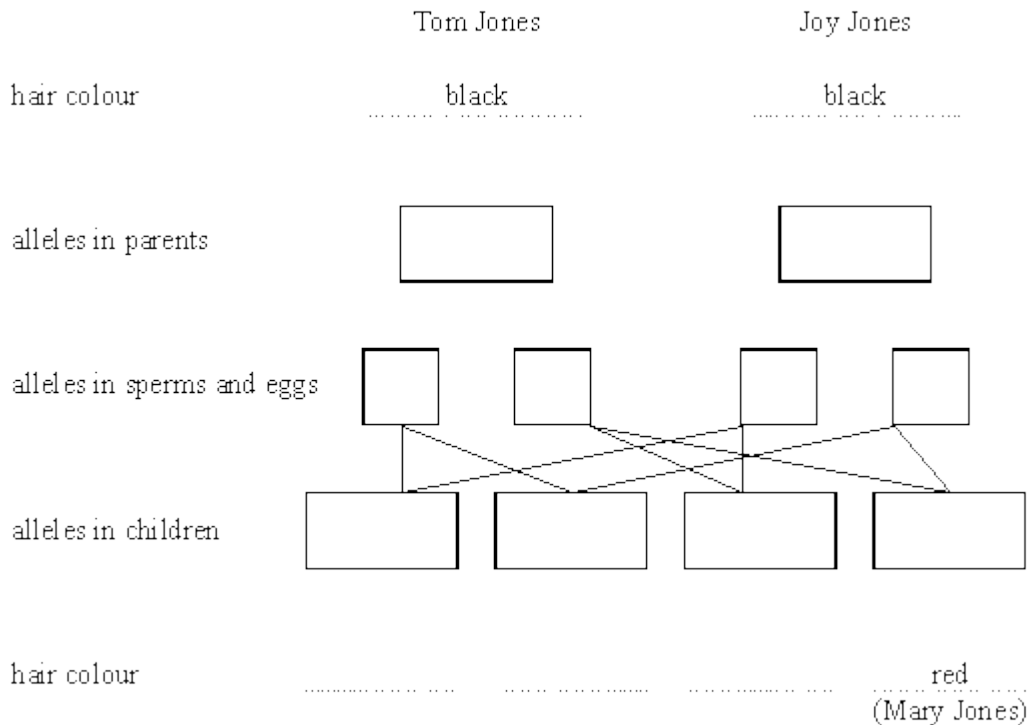 Tom Jones Joy Jones
hair colour black black
alleles in parents
alleles in sperms and eggs
alleles in children
hair colour red
(Mary Jones)